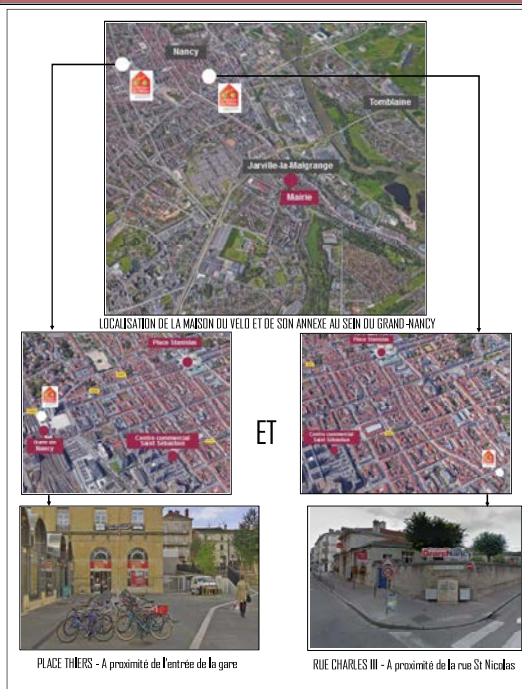 Nancy
Tomblaine
Jarville-la-Malgrange
Mairie
LOCALISATION DE LA MAISON DU VELO ET DE SON ANNEXE AU SEIN DU GRAND-NANCY
Place Stanislas
Gare de
Nancy
Centre commercial
Saint Sébastien
ET
Place Stanislas
Centre commercial
Saint Sébastien
PLACE THIERS - A proximité de l'entrée de la gare
GrandNancy
RUE CHARLES III - A proximité de la rue St Nicolas